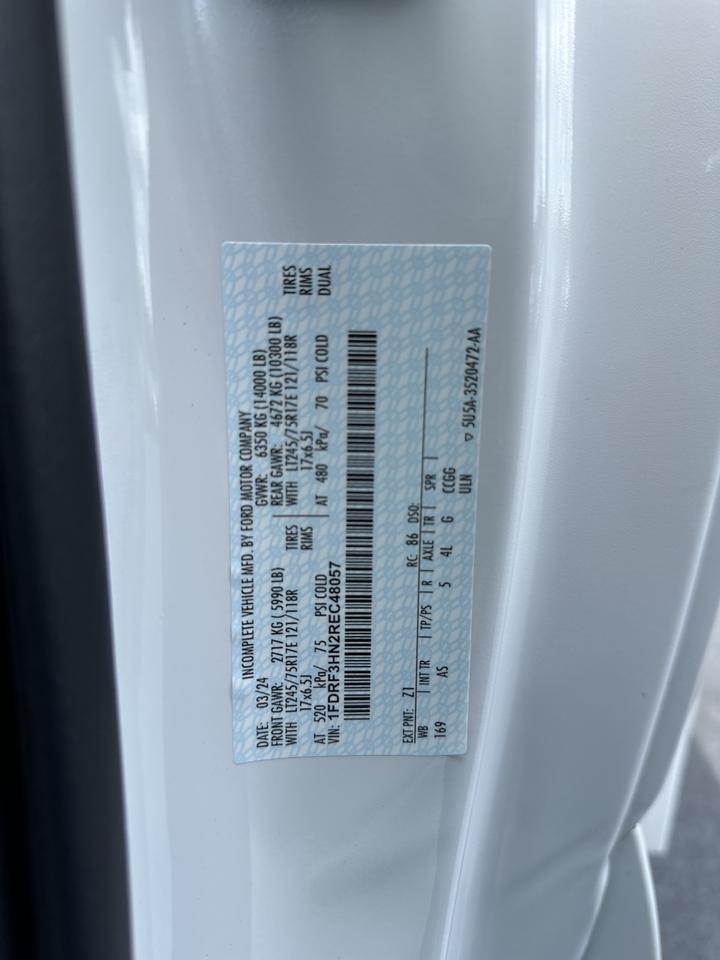 INCOMPLETE VEHICLE MFD. BY FORD MOTOR COMPANY
DATE: 03/24 GVWR: 6350 KG (14000 LB)
FRONT GAWR: 2717 KG ( 5990 LB) REAR GAWR: 4672 KG (10300 LB)
WITH LT245/75R17E 121/118R TIRES WITH LT245/75R17E 121/118R TIRES
17x6.5J RIMS 17x6.5J RIMS
AT 520 kPa/ 75 PSI COLD AT 480 kPa/ 70 PSI COLD DUAL
VIN: 1FDRF3HN2REC48057
EXT PNT: Z1 RC: 86 DSO:
WB INT TR TP/PS R AXLE TR SPR
169 AS 5 4L G CCGG
ULN
5U5A-3520472-AA